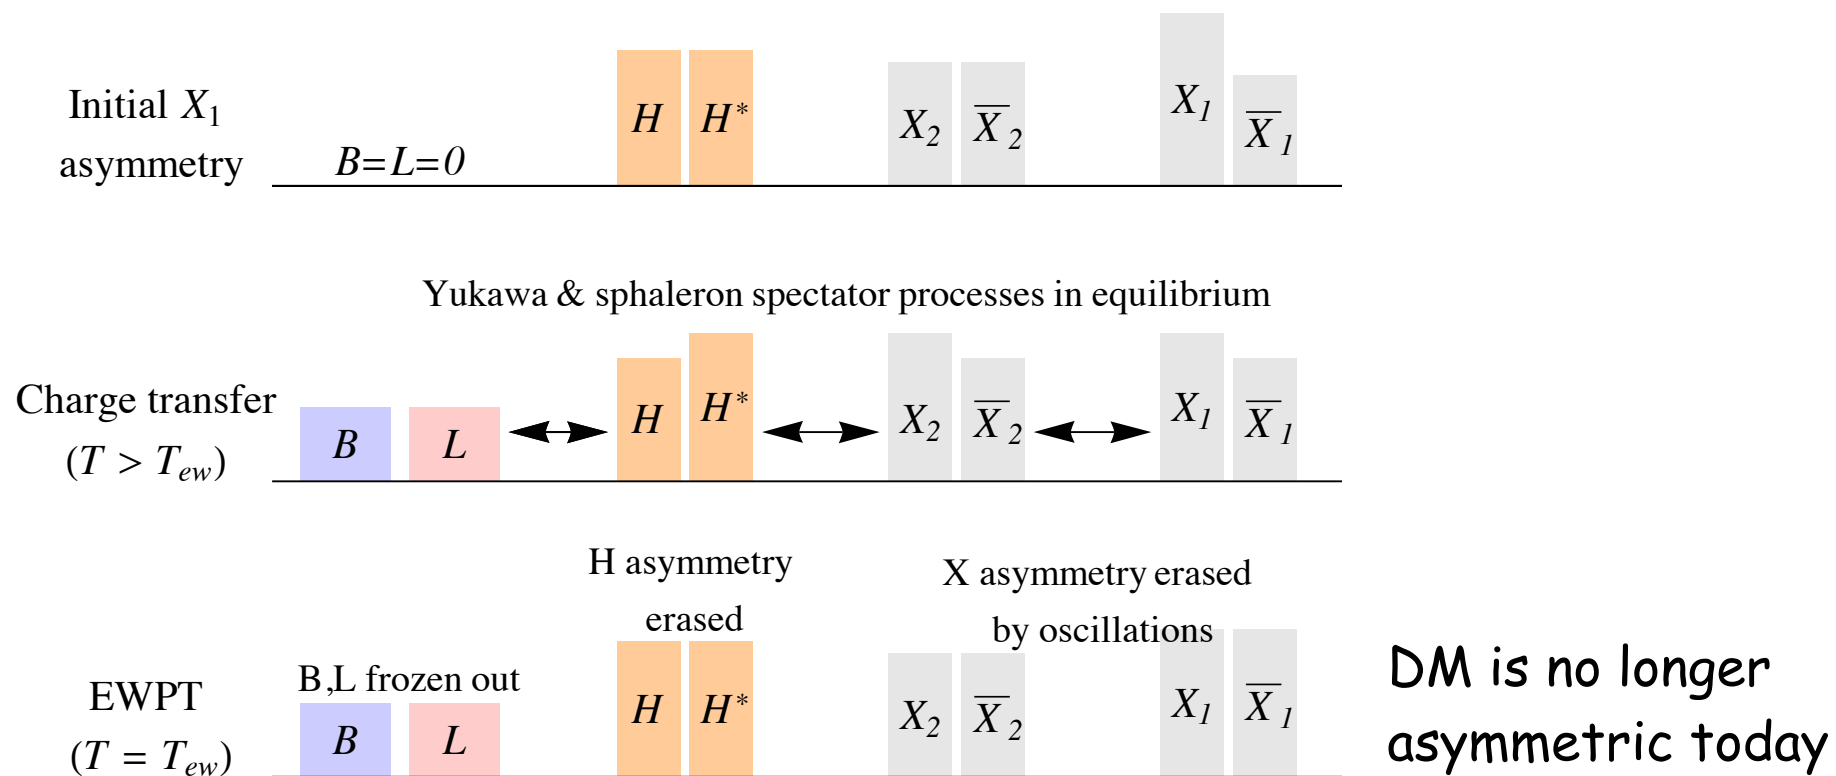 Initial X₁
asymmetry
B=L=0
H H*
X₂ X̅₂
X₁ X̅₁
Yukawa & sphaleron spectator processes in equilibrium
Charge transfer
(T > Tₑw)
B L
H H*
X₂ X̅₂
X₁ X̅₁
H asymmetry
erased
X asymmetry erased
by oscillations
EWPT
(T = Tₑw)
B,L frozen out
B L
H H*
X₂ X̅₂
X₁ X̅₁
DM is no longer
asymmetric today